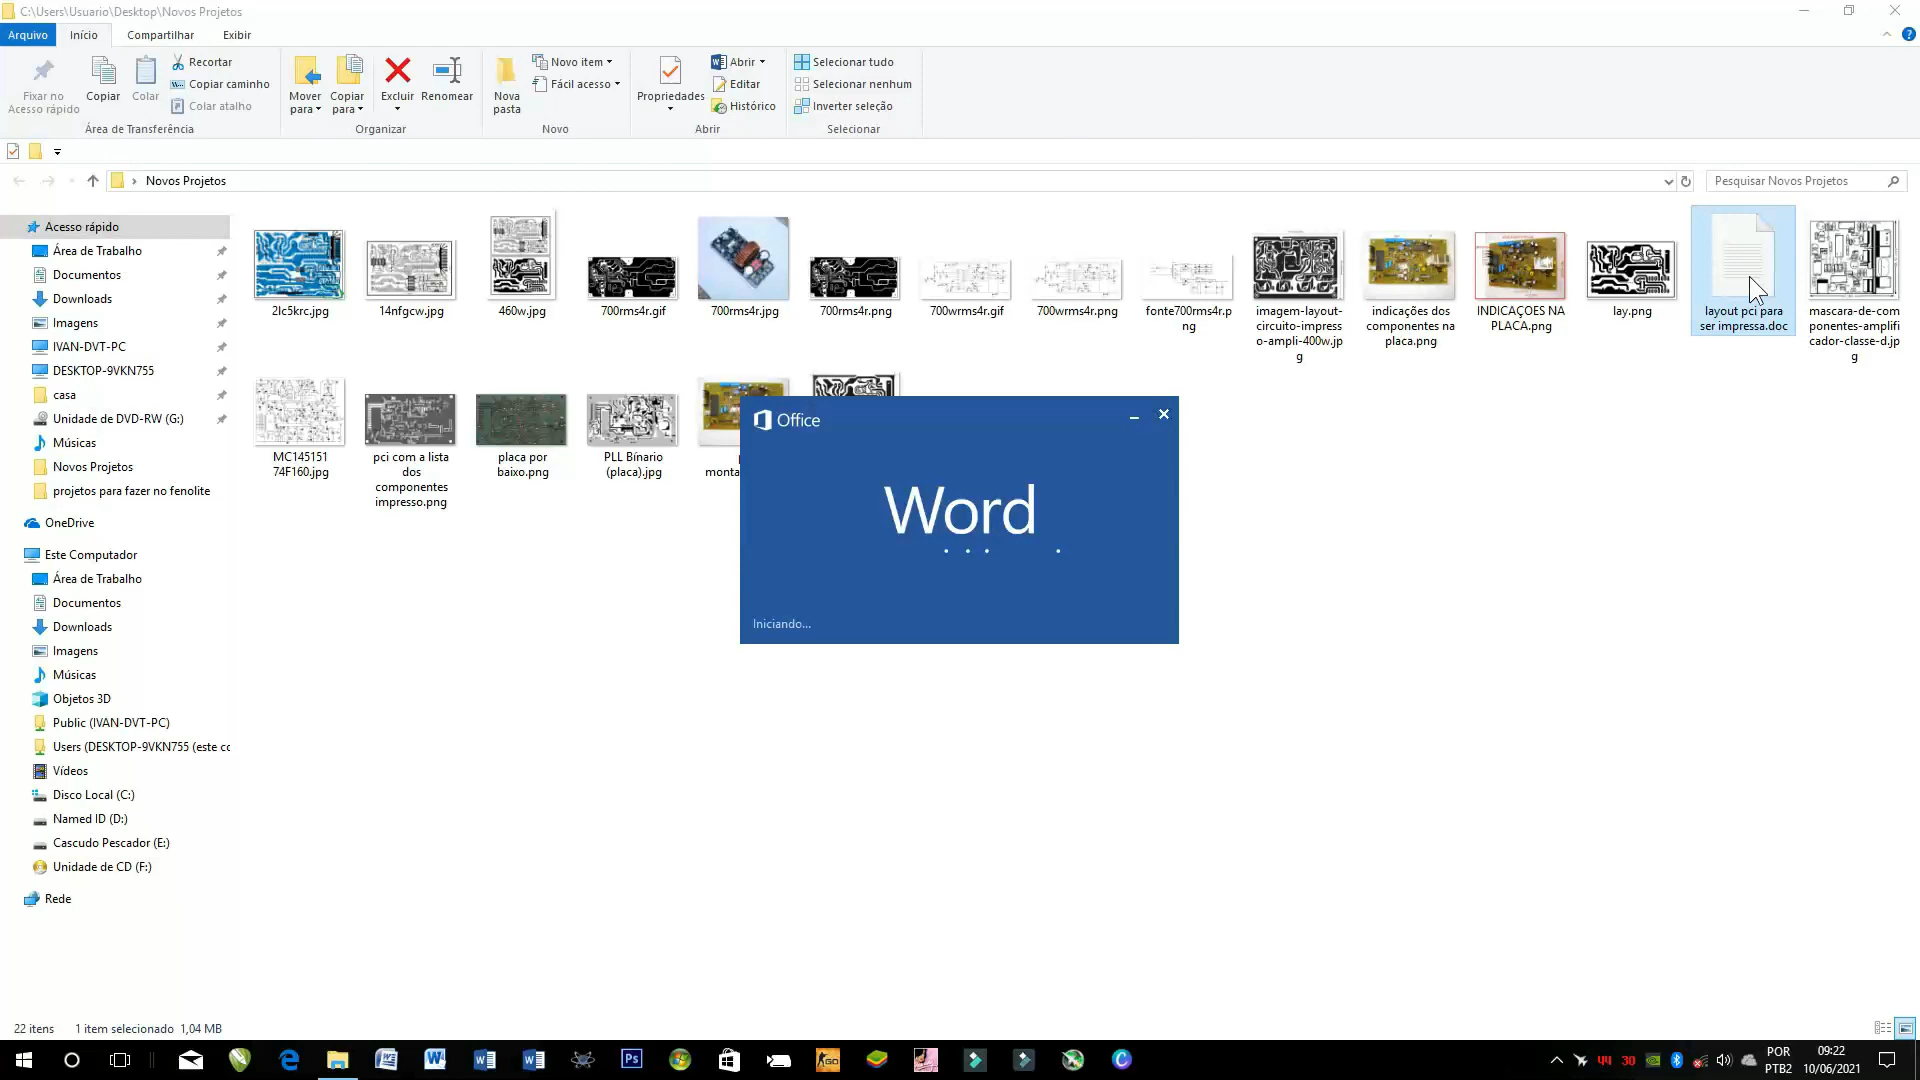 C:\Users\Usuario\Desktop\Novos Projetos
Arquivo
Início
Compartilhar
Exibir
Fixar no
Acesso rápido
Copiar
Colar
Recortar
Copiar caminho
Colar atalho
Área de Transferência
Mover
para
Copiar
para
Excluir
Renomear
Organizar
Nova
pasta
Novo item
Fácil acesso
Novo
Propriedades
Abrir
Editar
Histórico
Abrir
Selecionar tudo
Selecionar nenhum
Inverter seleção
Selecionar
Novos Projetos
Pesquisar Novos Projetos
Acesso rápido
Área de Trabalho
Documentos
Downloads
Imagens
IVAN-DVT-PC
DESKTOP-9VKN755
casa
Unidade de DVD-RW (G:)
Músicas
Novos Projetos
projetos para fazer no fenolite
OneDrive
Este Computador
Área de Trabalho
Documentos
Downloads
Imagens
Músicas
Objetos 3D
Public (IVAN-DVT-PC)
Users (DESKTOP-9VKN755 (este co
Vídeos
Disco Local (C:)
Named ID (D:)
Cascudo Pescador (E:)
Unidade de CD (F:)
Rede
2lc5krc.jpg
14nfgcw.jpg
460w.jpg
700rms4r.gif
700rms4r.jpg
700rms4r.png
700wrms4r.gif
700wrms4r.png
fonte700rms4r.p
ng
imagem-layout-
circuito-impress
o-ampli-400w.jp
g
indicações dos
componentes na
placa.png
INDICAÇOES NA
PLACA.png
lay.png
layout pci para
ser impressa.doc
mascara-de-com
ponentes-amplifi
cador-classe-d.jp
g
MC145151
74F160.jpg
pci com a lista
dos
componentes
impresso.png
placa por
baixo.png
PLL Bínario
(placa).jpg
monta
Office
Word
Iniciando...
22 itens
1 item selecionado 1,04 MB
Ps
GO
44
30
POR
PTB2
09:22
10/06/2021